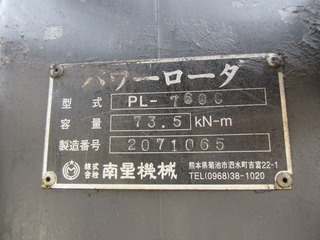 パワーローダ
型式 PL-760C
容量 73.5 kN-m
製造番号 2071065
株式会社 南星機械
熊本県菊池市泗水町吉富22-1
TEL(0968)38-1020